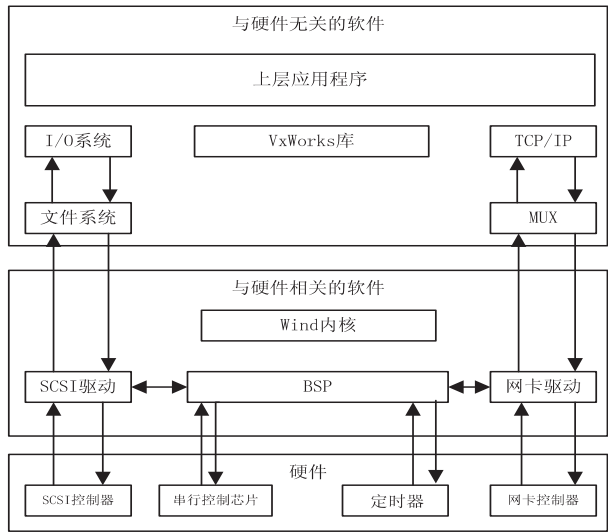 与硬件无关的软件
上层应用程序
I/O系统
VxWorks库
TCP/IP
文件系统
MUX
与硬件相关的软件
Wind内核
SCSI驱动
BSP
网卡驱动
硬件
SCSI控制器
串行控制芯片
定时器
网卡控制器